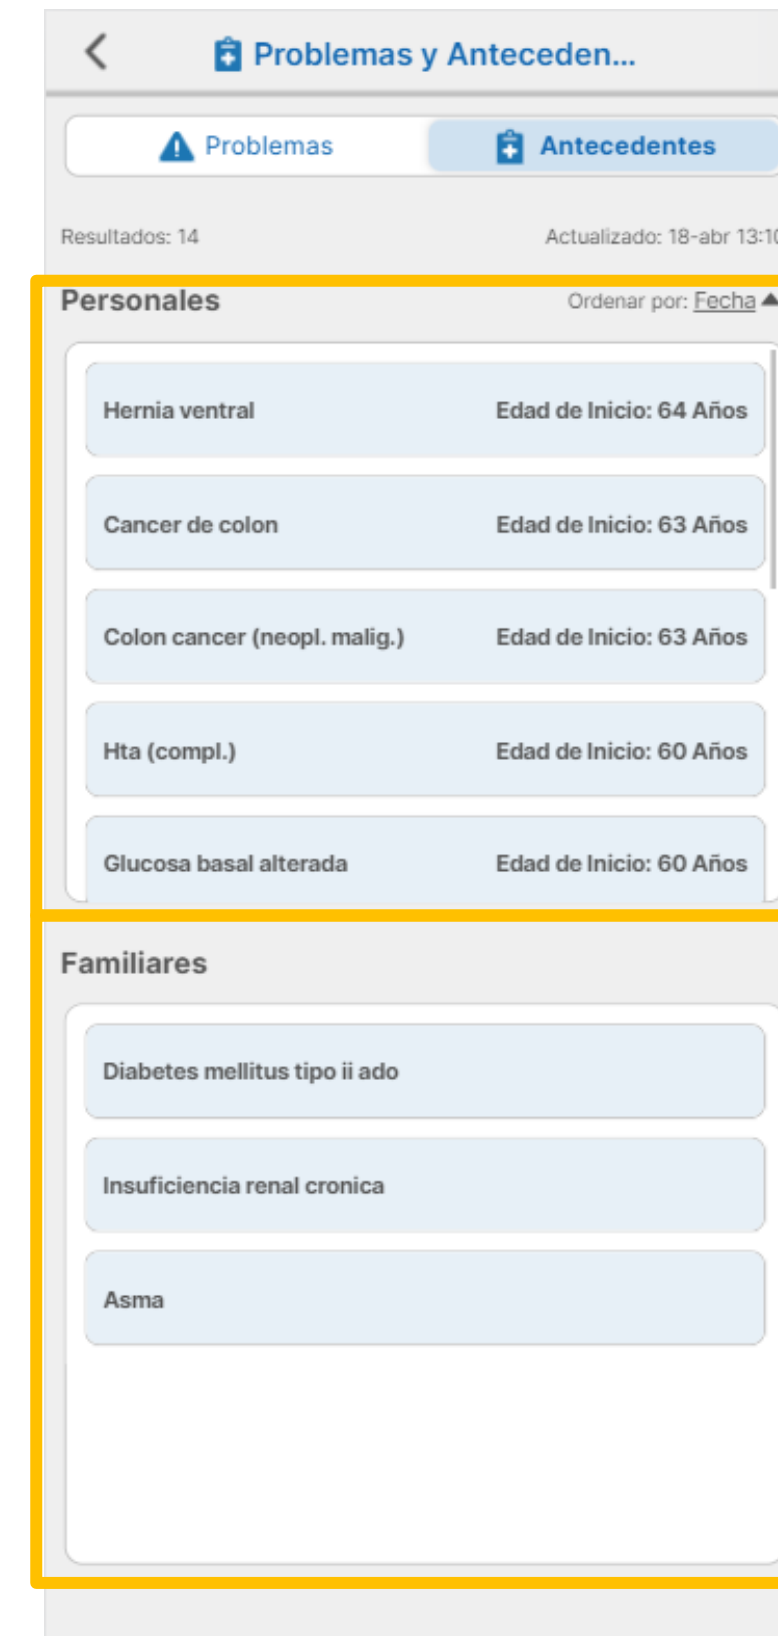 Problemas y Anteceden...
Problemas
Antecedentes
Resultados: 14
Actualizado: 18-abr 13:10
Personales
Ordenar por: Fecha
Hernia ventral
Edad de Inicio: 64 Años
Cancer de colon
Edad de Inicio: 63 Años
Colon cancer (neopl. malig.)
Edad de Inicio: 63 Años
Hta (compl.)
Edad de Inicio: 60 Años
Glucosa basal alterada
Edad de Inicio: 60 Años
Familiares
Diabetes mellitus tipo ii ado
Insuficiencia renal cronica
Asma